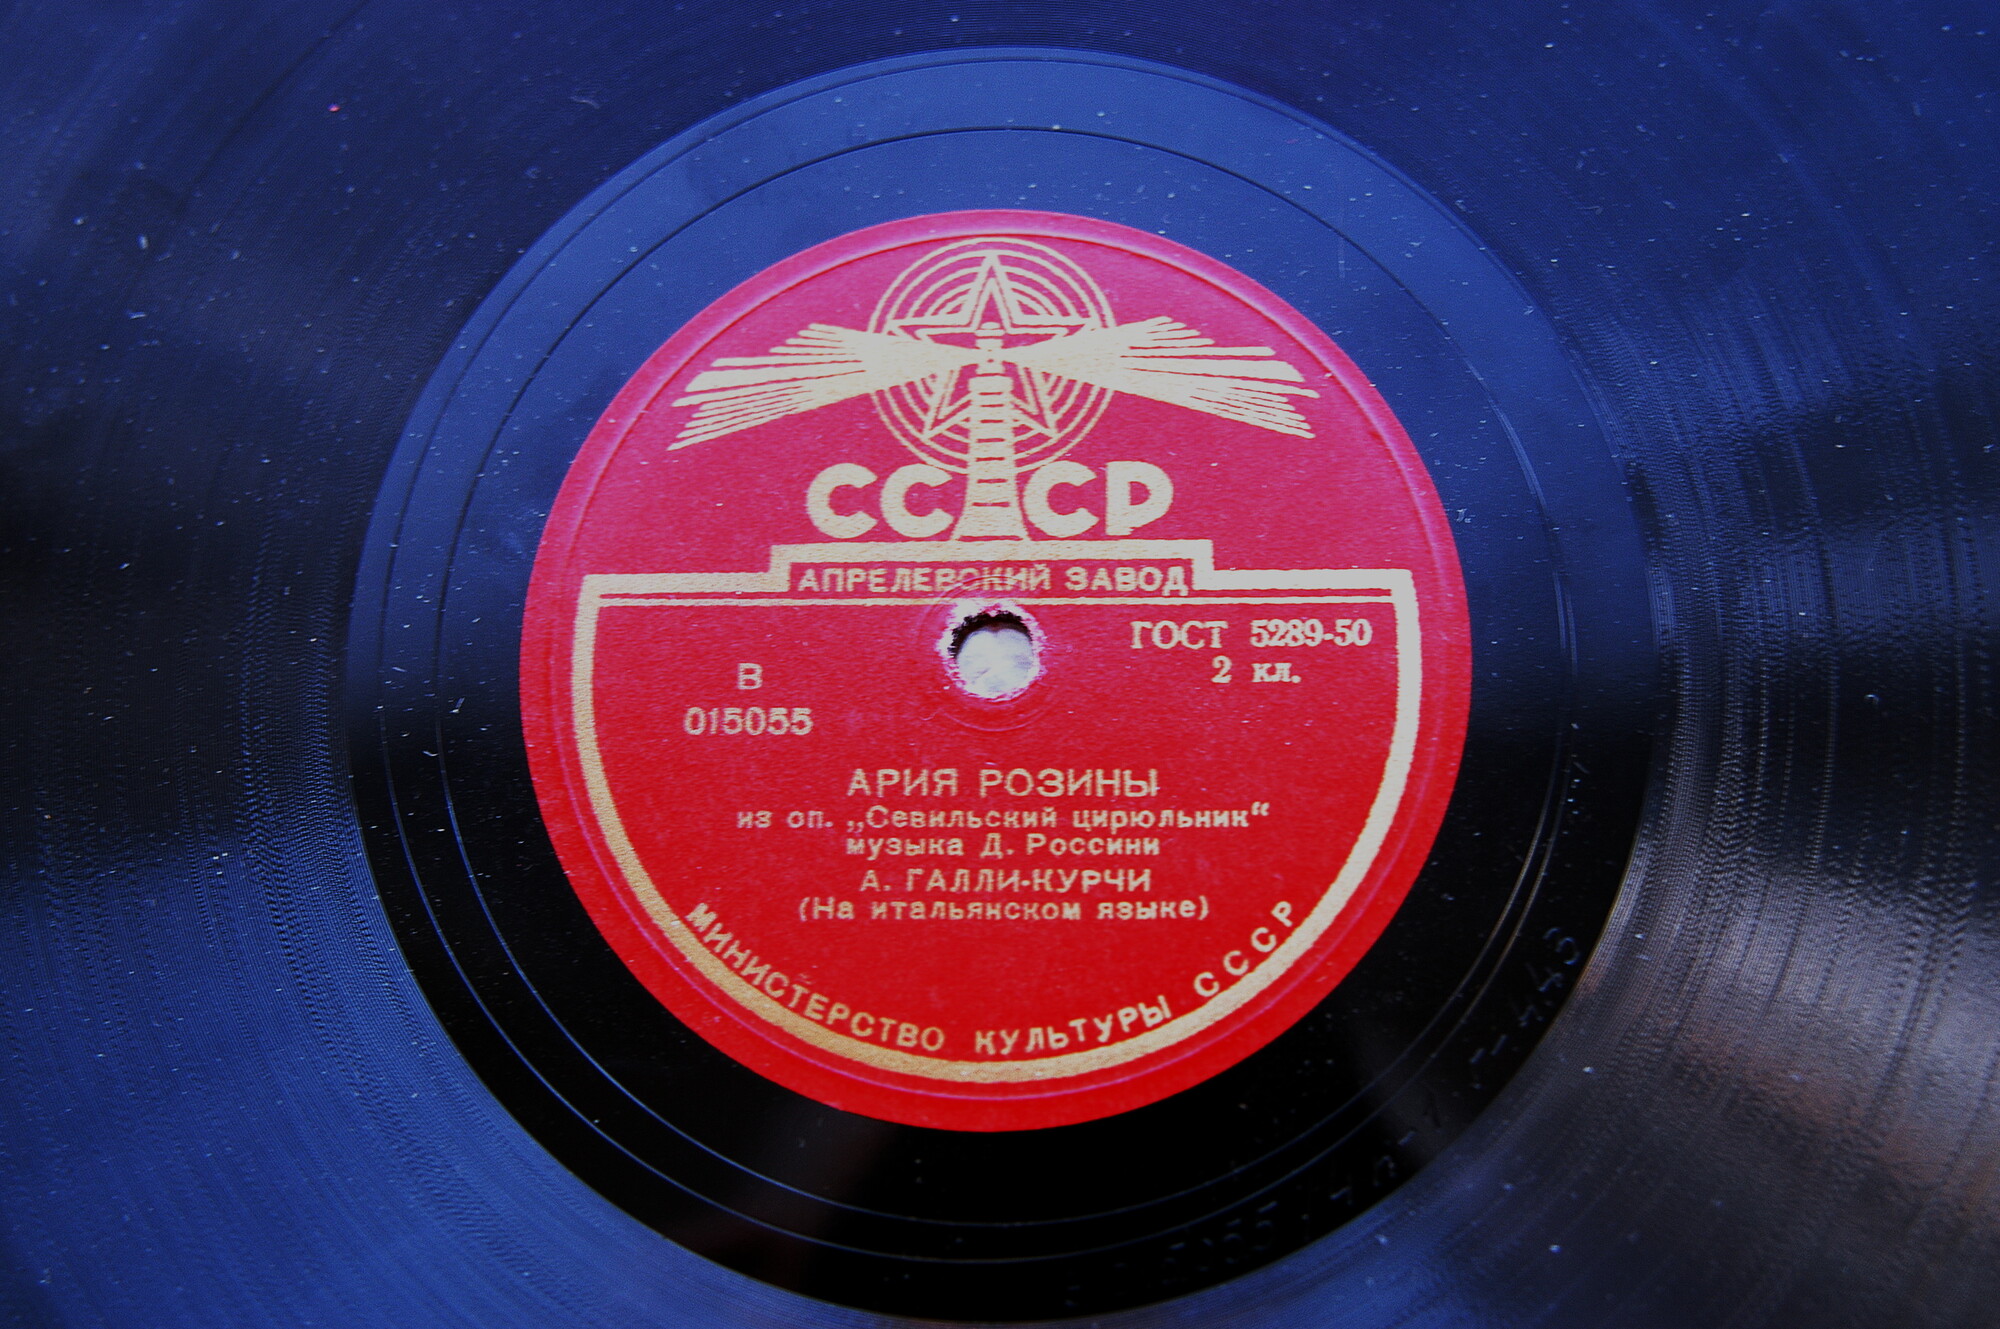 СССР
АПРЕЛЕВСКИЙ ЗАВОД
ГОСТ 5289-50
2 кл.
В
015055
АРИЯ РОЗИНЫ
из оп. „Севильский цирюльник“
музыка Д. Россини
А. ГАЛЛИ-КУРЧИ
(На итальянском языке)
МИНИСТЕРСТВО КУЛЬТУРЫ СССР